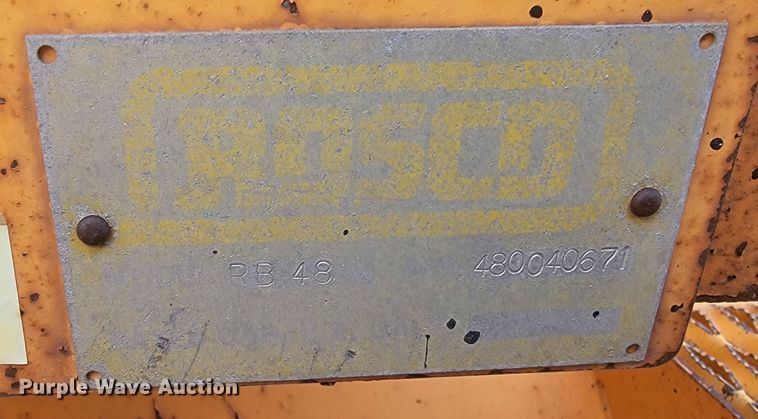 ROSCO
RB 48
480040671
Purple Wave Auction